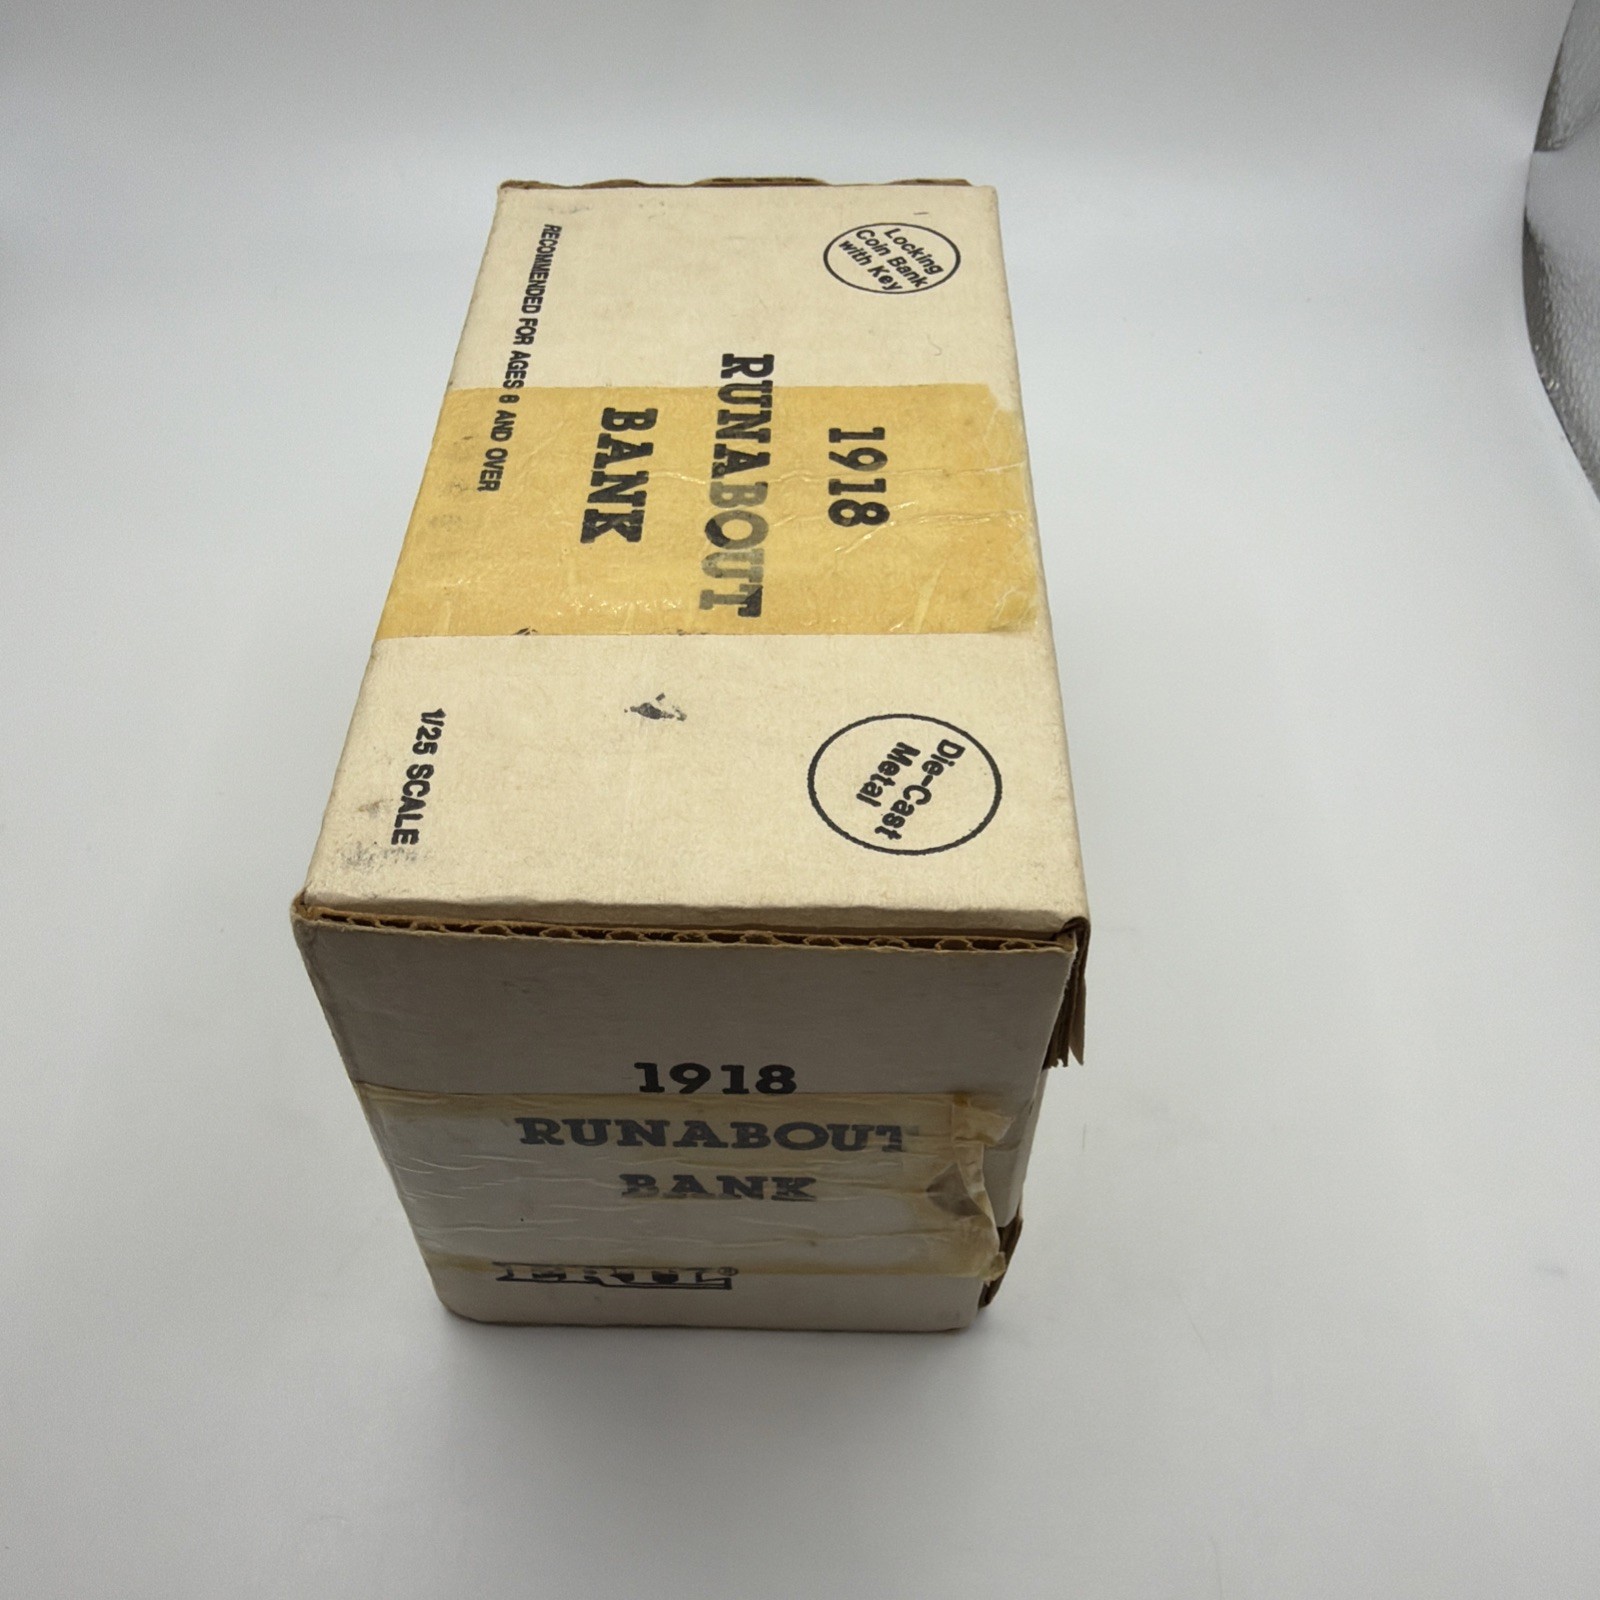 Locking
Coin Bank
with Key
1918
RUNABOUT
BANK
RECOMMENDED FOR AGES 8 AND OVER
Die-Cast
Metal
1/25 SCALE
1918
RUNABOUT
BANK
ERTL®